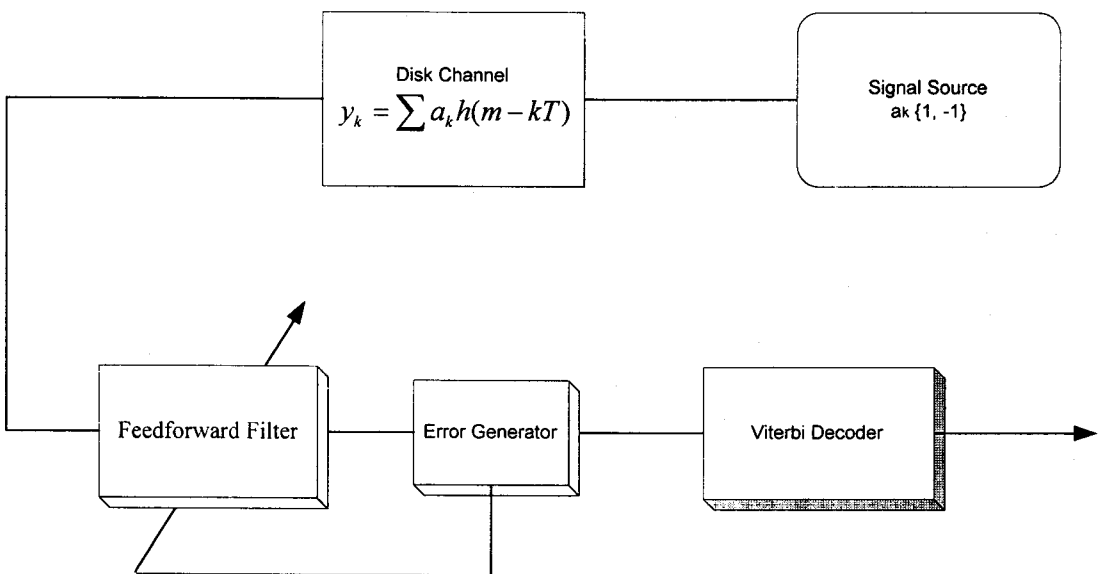 Disk Channel
y_k = ∑ a_k h(m − kT)
Signal Source
ak {1, -1}
Feedforward Filter
Error Generator
Viterbi Decoder